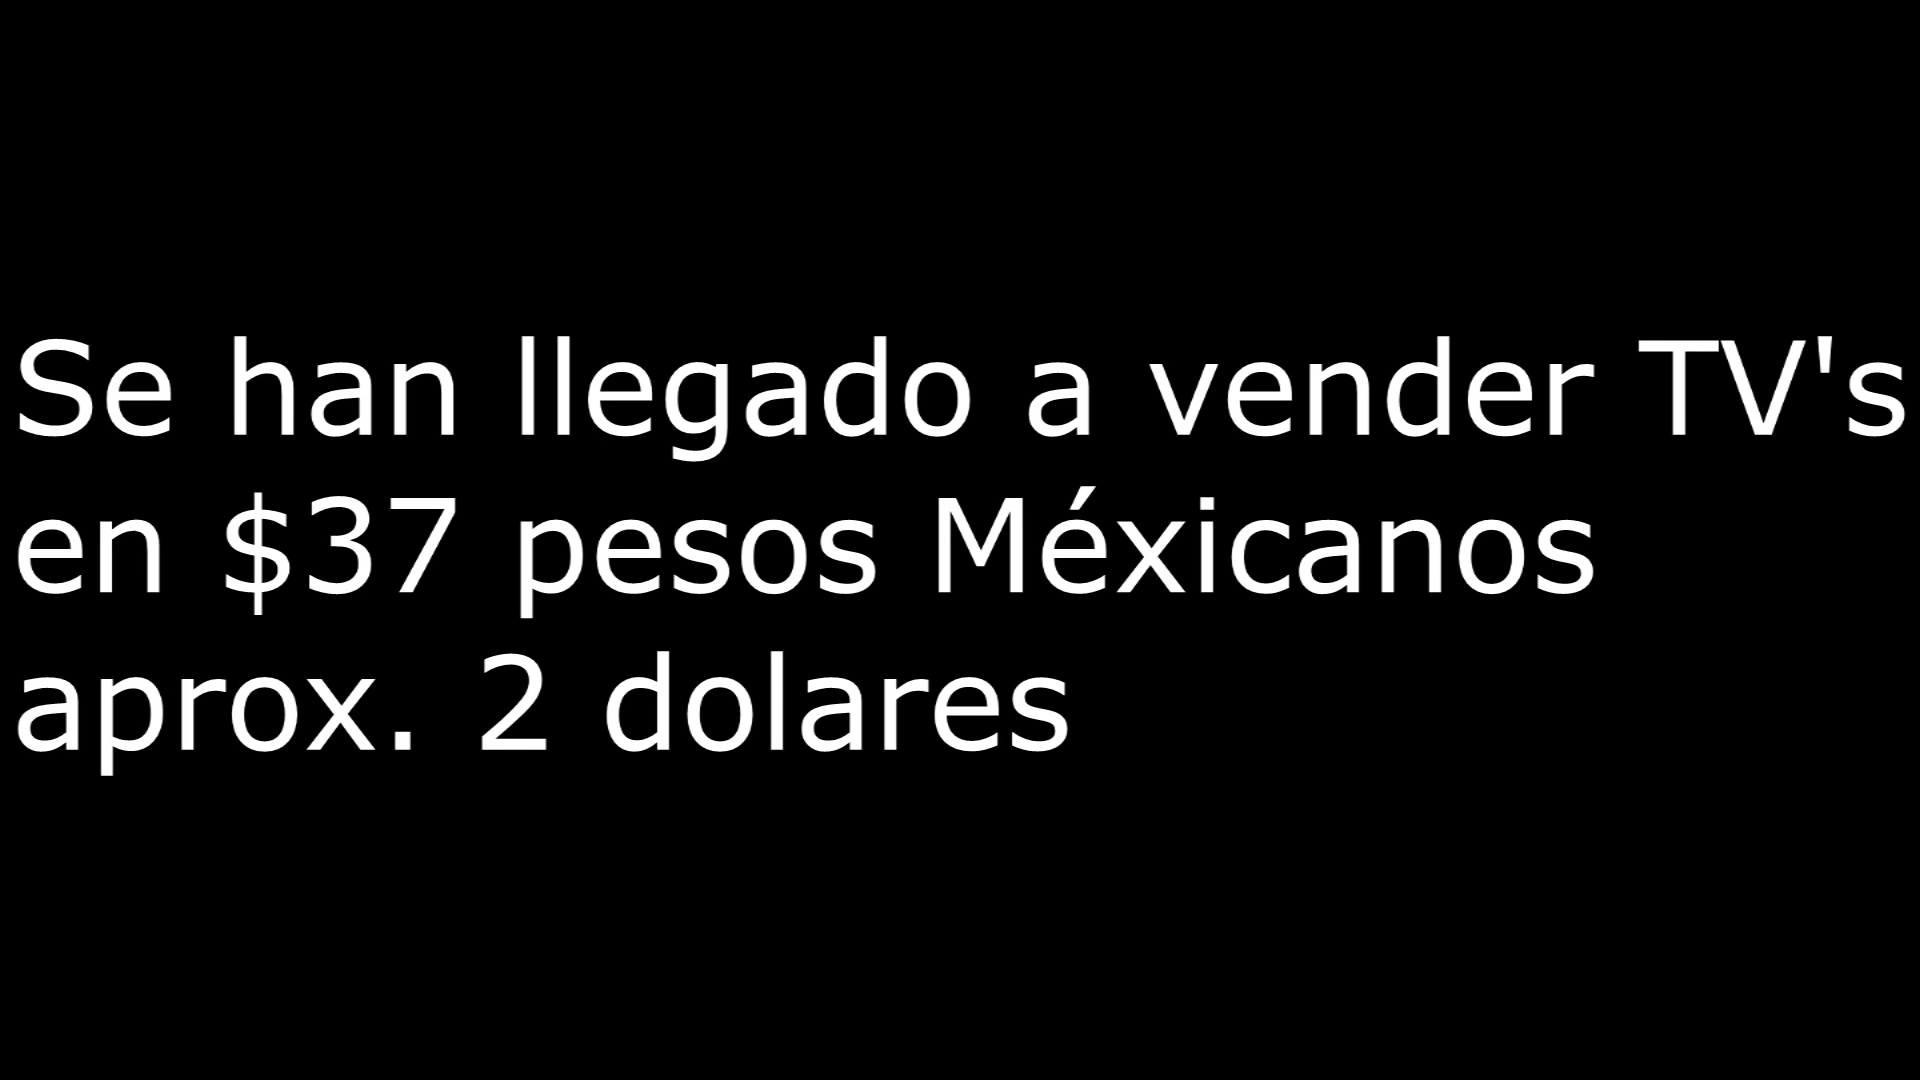 Se han llegado a vender TV's
en $37 pesos Méxicanos
aprox. 2 dolares